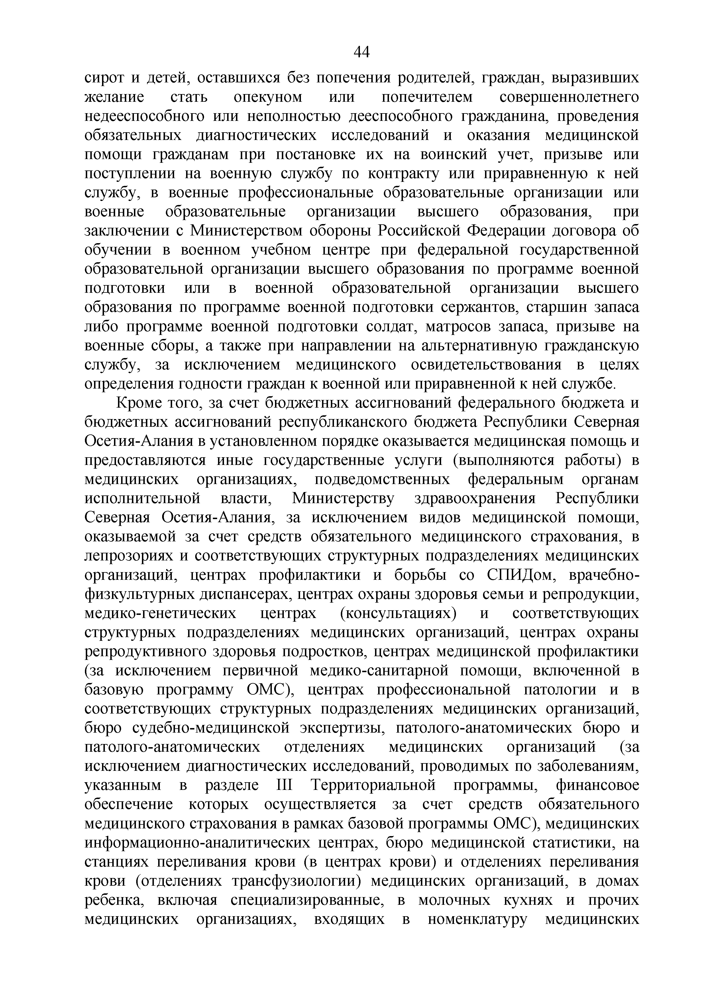 44
сирот и детей, оставшихся без попечения родителей, граждан, выразивших
желание стать опекуном или попечителем совершеннолетнего
недееспособного или неполностью дееспособного гражданина, проведения
обязательных диагностических исследований и оказания медицинской
помощи гражданам при постановке их на воинский учет, призыве или
поступлении на военную службу по контракту или приравненную к ней
службу, в военные профессиональные образовательные организации или
военные образовательные организации высшего образования, при
заключении с Министерством обороны Российской Федерации договора об
обучении в военном учебном центре при федеральной государственной
образовательной организации высшего образования по программе военной
подготовки или в военной образовательной организации высшего
образования по программе военной подготовки сержантов, старшин запаса
либо программе военной подготовки солдат, матросов запаса, призыве на
военные сборы, а также при направлении на альтернативную гражданскую
службу, за исключением медицинского освидетельствования в целях
определения годности граждан к военной или приравненной к ней службе.
Кроме того, за счет бюджетных ассигнований федерального бюджета и
бюджетных ассигнований республиканского бюджета Республики Северная
Осетия-Алания в установленном порядке оказывается медицинская помощь и
предоставляются иные государственные услуги (выполняются работы) в
медицинских организациях, подведомственных федеральным органам
исполнительной власти, Министерству здравоохранения Республики
Северная Осетия-Алания, за исключением видов медицинской помощи,
оказываемой за счет средств обязательного медицинского страхования, в
лепрозориях и соответствующих структурных подразделениях медицинских
организаций, центрах профилактики и борьбы со СПИДом, врачебно-
физкультурных диспансерах, центрах охраны здоровья семьи и репродукции,
медико-генетических центрах (консультациях) и соответствующих
структурных подразделениях медицинских организаций, центрах охраны
репродуктивного здоровья подростков, центрах медицинской профилактики
(за исключением первичной медико-санитарной помощи, включенной в
базовую программу ОМС), центрах профессиональной патологии и в
соответствующих структурных подразделениях медицинских организаций,
бюро судебно-медицинской экспертизы, патолого-анатомических бюро и
патолого-анатомических отделениях медицинских организаций (за
исключением диагностических исследований, проводимых по заболеваниям,
указанным в разделе III Территориальной программы, финансовое
обеспечение которых осуществляется за счет средств обязательного
медицинского страхования в рамках базовой программы ОМС), медицинских
информационно-аналитических центрах, бюро медицинской статистики, на
станциях переливания крови (в центрах крови) и отделениях переливания
крови (отделениях трансфузиологии) медицинских организаций, в домах
ребенка, включая специализированные, в молочных кухнях и прочих
медицинских организациях, входящих в номенклатуру медицинских